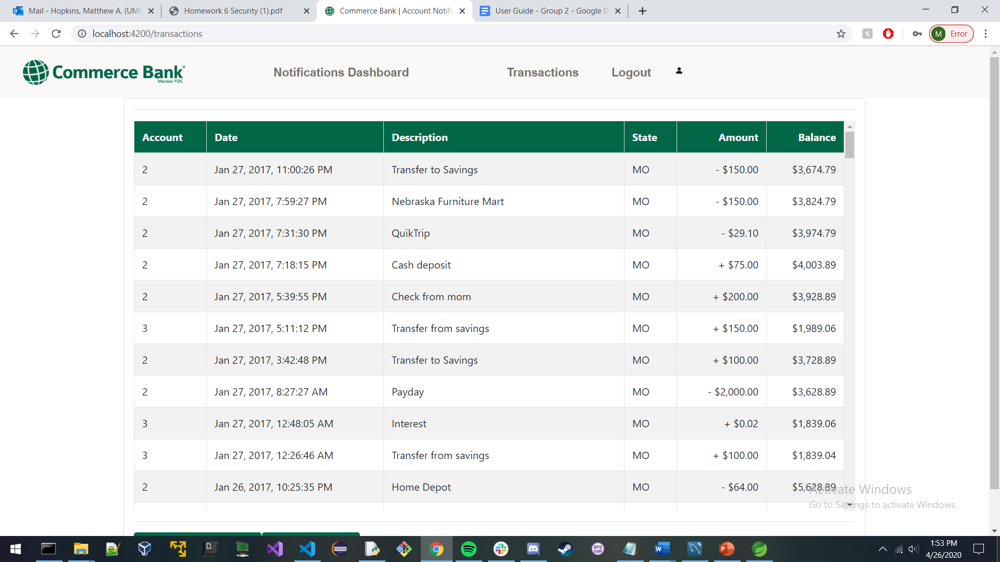 Mail - Hopkins, Matthew A. (UMK
Homework 6 Security (1).pdf
Commerce Bank | Account Notifi
User Guide - Group 2 - Google D
localhost:4200/transactions
M Error
Commerce Bank®
Member FDIC
Notifications Dashboard Transactions Logout
Account Date Description State Amount Balance
2 Jan 27, 2017, 11:00:26 PM Transfer to Savings MO - $150.00 $3,674.79
2 Jan 27, 2017, 7:59:27 PM Nebraska Furniture Mart MO - $150.00 $3,824.79
2 Jan 27, 2017, 7:31:30 PM QuikTrip MO - $29.10 $3,974.79
2 Jan 27, 2017, 7:18:15 PM Cash deposit MO + $75.00 $4,003.89
2 Jan 27, 2017, 5:39:55 PM Check from mom MO + $200.00 $3,928.89
3 Jan 27, 2017, 5:11:12 PM Transfer from savings MO + $150.00 $1,989.06
2 Jan 27, 2017, 3:42:48 PM Transfer to Savings MO + $100.00 $3,728.89
2 Jan 27, 2017, 8:27:27 AM Payday MO - $2,000.00 $3,628.89
3 Jan 27, 2017, 12:48:05 AM Interest MO + $0.02 $1,839.06
3 Jan 27, 2017, 12:26:46 AM Transfer from savings MO + $100.00 $1,839.04
2 Jan 26, 2017, 10:25:35 PM Home Depot MO - $64.00 $5,628.89
Activate Windows
Go to Settings to activate Windows.
1:53 PM
4/26/2020